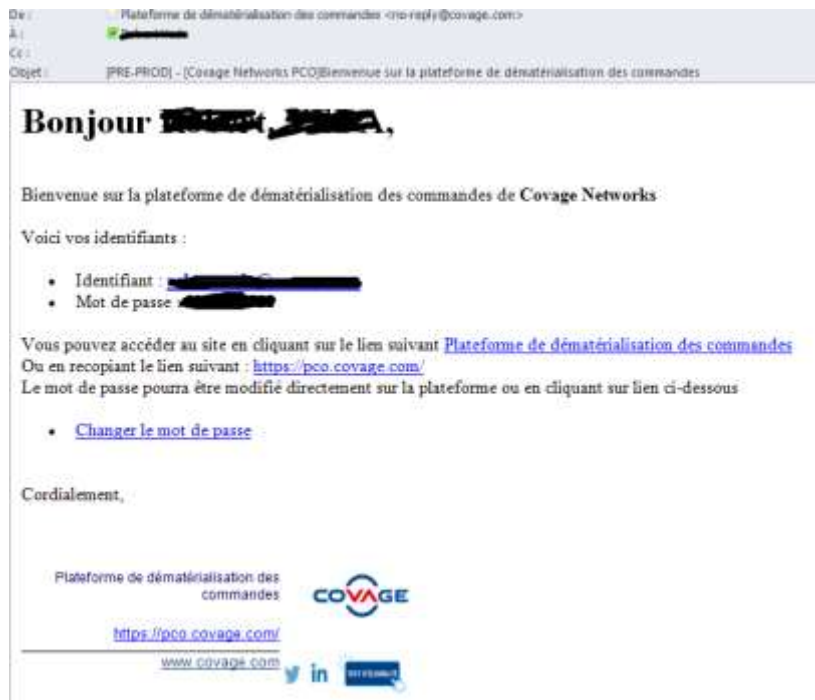 De : Plateforme de dématérialisation des commandes <no-reply@covage.com>
À :
Cc :
Objet : [PRE-PROD] - [Covage Networks PCO]Bienvenue sur la plateforme de dématérialisation des commandes
Bonjour ,
Bienvenue sur la plateforme de dématérialisation des commandes de Covage Networks
Voici vos identifiants :
• Identifiant :
• Mot de passe :
Vous pouvez accéder au site en cliquant sur le lien suivant Plateforme de dématérialisation des commandes
Ou en recopiant le lien suivant : https://pco.covage.com/
Le mot de passe pourra être modifié directement sur la plateforme ou en cliquant sur lien ci-dessous
• Changer le mot de passe
Cordialement,
Plateforme de dématérialisation des
commandes
COVAGE
https://pco.covage.com/
www.covage.com
in